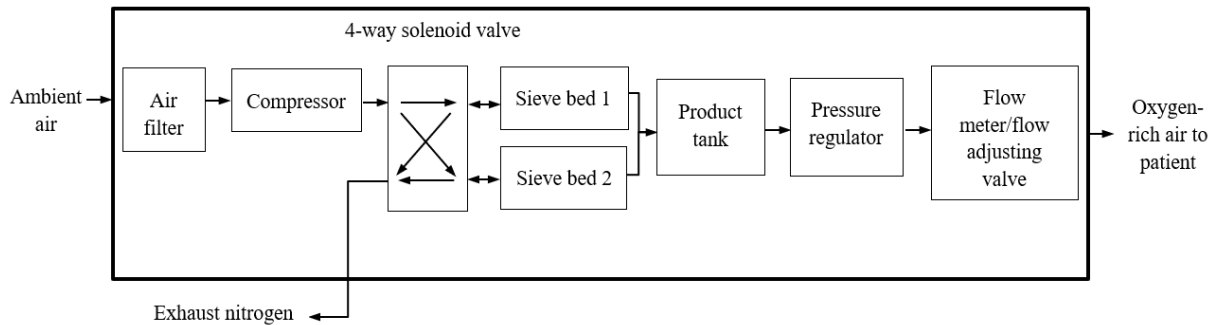 4-way solenoid valve
Ambient
air
Air
filter
Compressor
Sieve bed 1
Sieve bed 2
Product
tank
Pressure
regulator
Flow
meter/flow
adjusting
valve
Oxygen-
rich air to
patient
Exhaust nitrogen